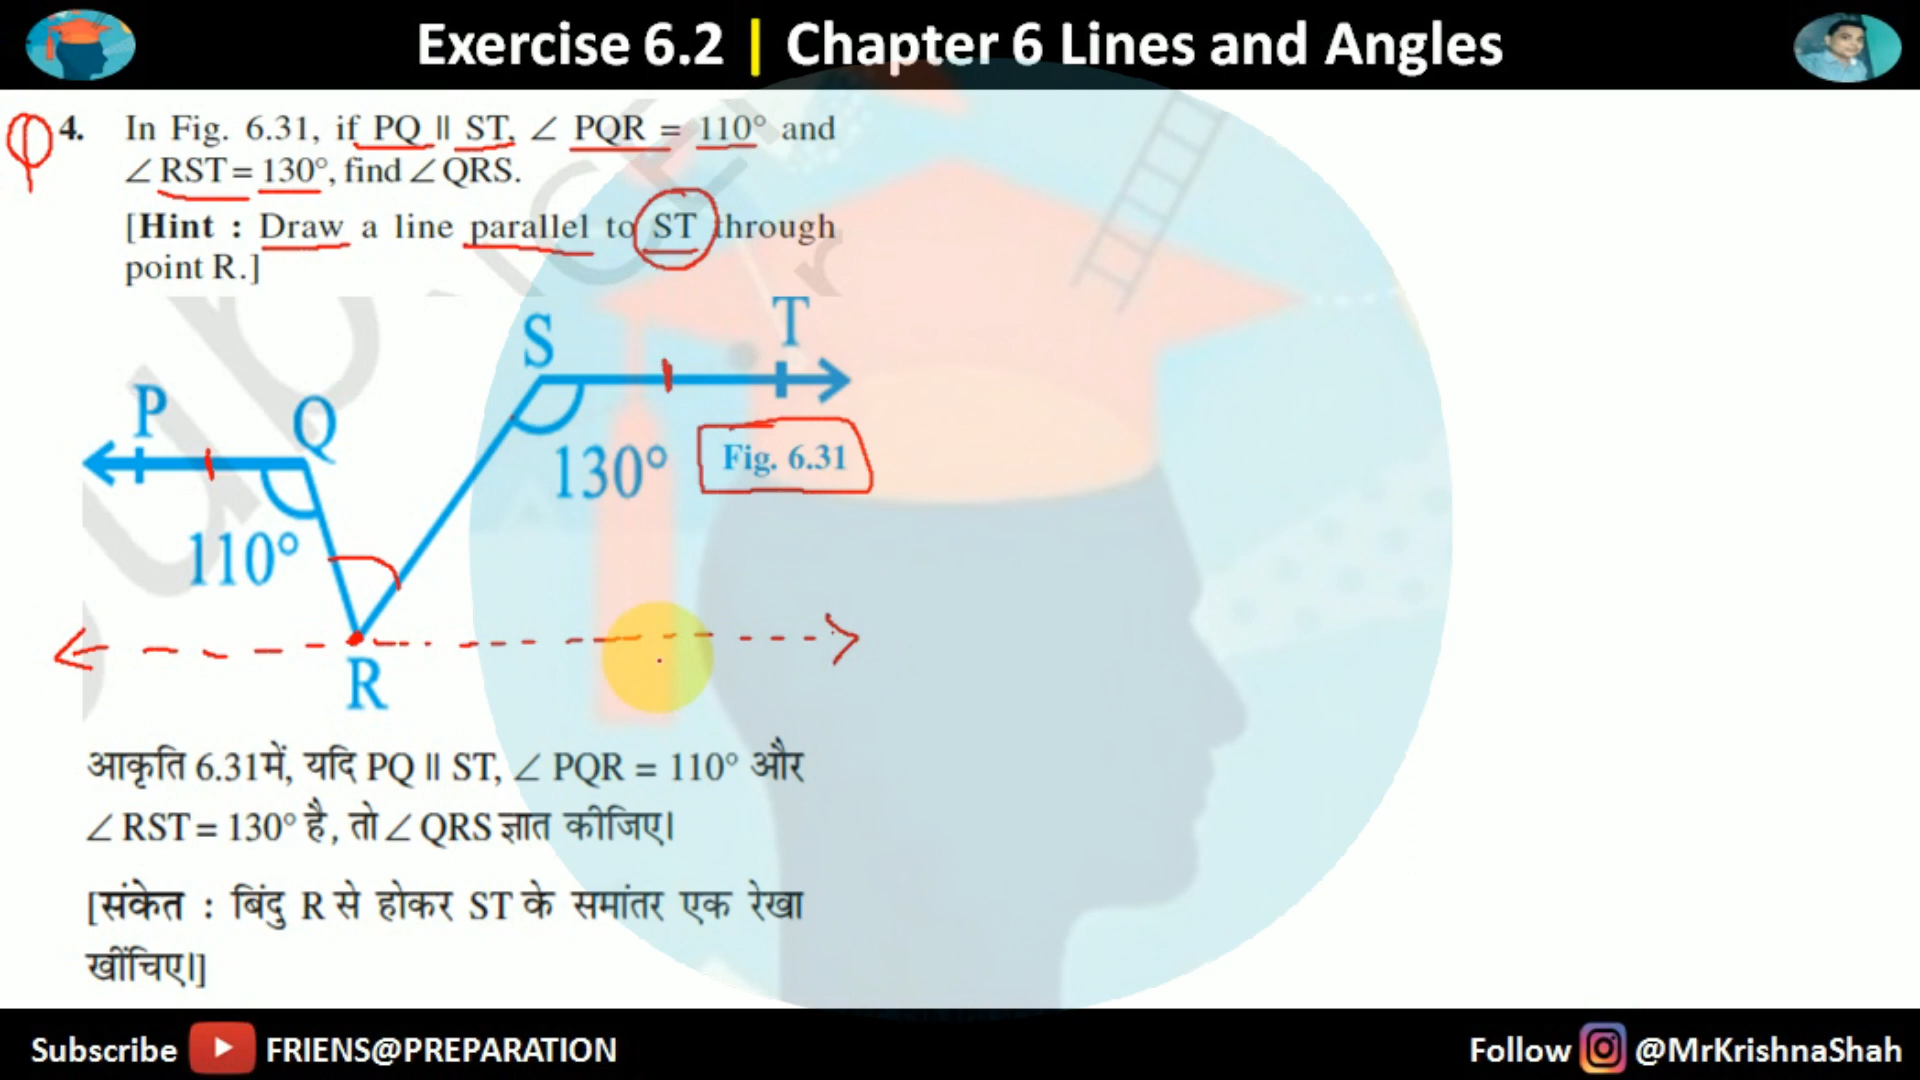 Exercise 6.2 | Chapter 6 Lines and Angles
4. In Fig. 6.31, if PQ || ST, ∠ PQR = 110° and
∠ RST = 130°, find ∠ QRS.
[Hint : Draw a line parallel to ST through
point R.]
T
S
P
Q
130°
Fig. 6.31
110°
R
आकृति 6.31में, यदि PQ || ST, ∠ PQR = 110° और
∠ RST = 130° है, तो ∠ QRS ज्ञात कीजिए।
[संकेत : बिंदु R से होकर ST के समांतर एक रेखा
खींचिए।]
Subscribe FRIENS@PREPARATION
Follow @MrKrishnaShah